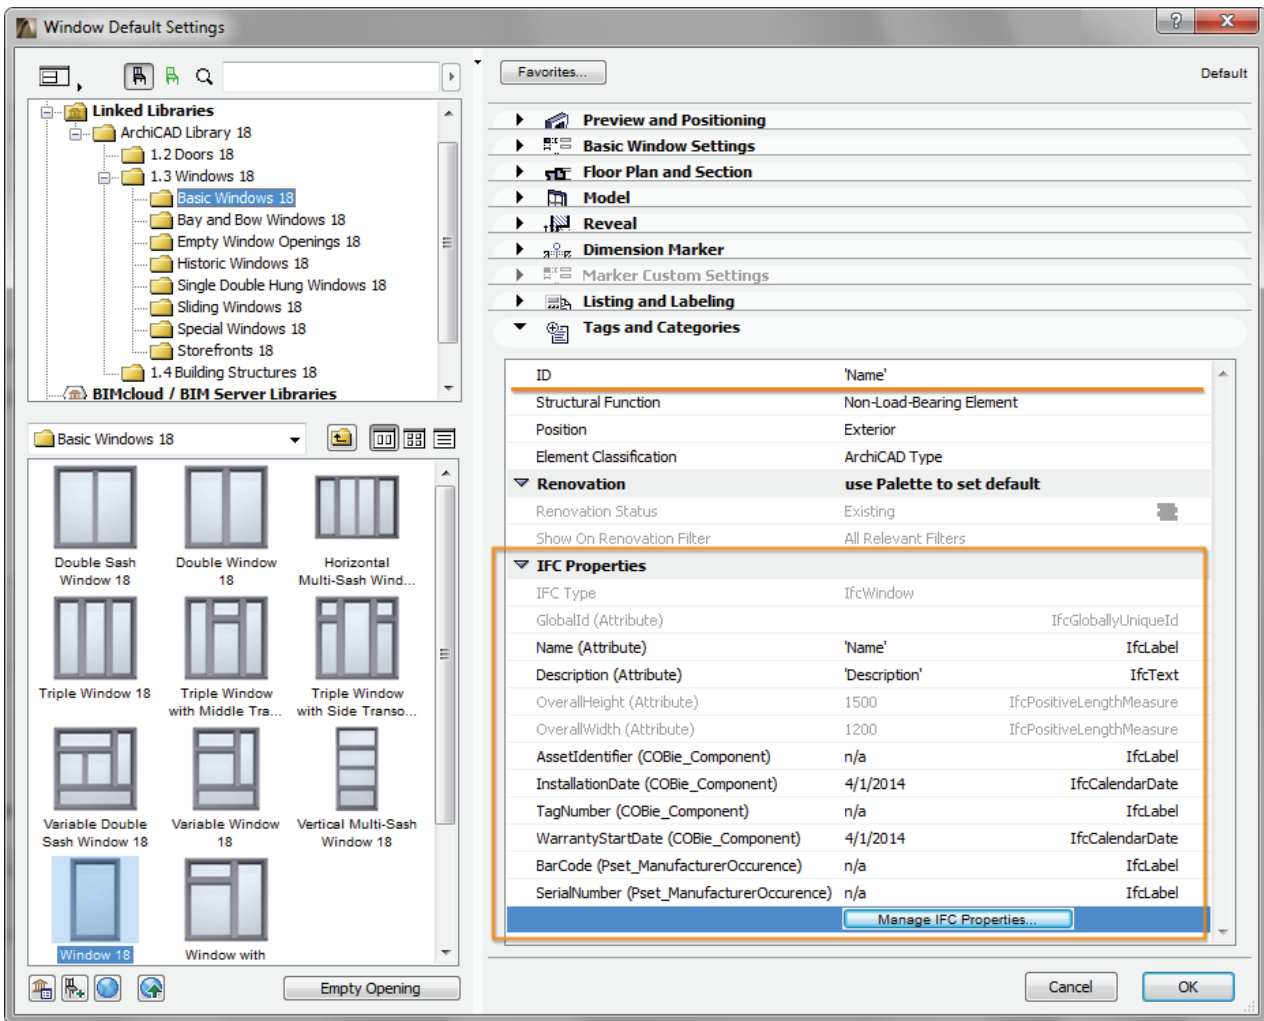 Window Default Settings
Favorites...
Default
Linked Libraries
ArchiCAD Library 18
1.2 Doors 18
1.3 Windows 18
Basic Windows 18
Bay and Bow Windows 18
Empty Window Openings 18
Historic Windows 18
Single Double Hung Windows 18
Sliding Windows 18
Special Windows 18
Storefronts 18
1.4 Building Structures 18
BIMcloud / BIM Server Libraries
Basic Windows 18
Double Sash Window 18
Double Window 18
Horizontal Multi-Sash Wind...
Triple Window 18
Triple Window with Middle Tra...
Triple Window with Side Transo...
Variable Double Sash Window 18
Variable Window 18
Vertical Multi-Sash Window 18
Window 18
Window with
Empty Opening
Preview and Positioning
Basic Window Settings
Floor Plan and Section
Model
Reveal
Dimension Marker
Marker Custom Settings
Listing and Labeling
Tags and Categories
ID 'Name'
Structural Function Non-Load-Bearing Element
Position Exterior
Element Classification ArchiCAD Type
Renovation use Palette to set default
Renovation Status Existing
Show On Renovation Filter All Relevant Filters
IFC Properties
IFC Type IfcWindow
GlobalId (Attribute) IfcGloballyUniqueId
Name (Attribute) 'Name' IfcLabel
Description (Attribute) 'Description' IfcText
OverallHeight (Attribute) 1500 IfcPositiveLengthMeasure
OverallWidth (Attribute) 1200 IfcPositiveLengthMeasure
AssetIdentifier (COBie_Component) n/a IfcLabel
InstallationDate (COBie_Component) 4/1/2014 IfcCalendarDate
TagNumber (COBie_Component) n/a IfcLabel
WarrantyStartDate (COBie_Component) 4/1/2014 IfcCalendarDate
BarCode (Pset_ManufacturerOccurence) n/a IfcLabel
SerialNumber (Pset_ManufacturerOccurence) n/a IfcLabel
Manage IFC Properties...
Cancel
OK